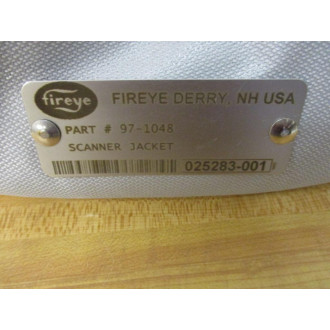 fireye FIREYE DERRY, NH USA
PART # 97-1048
SCANNER JACKET
025283-001